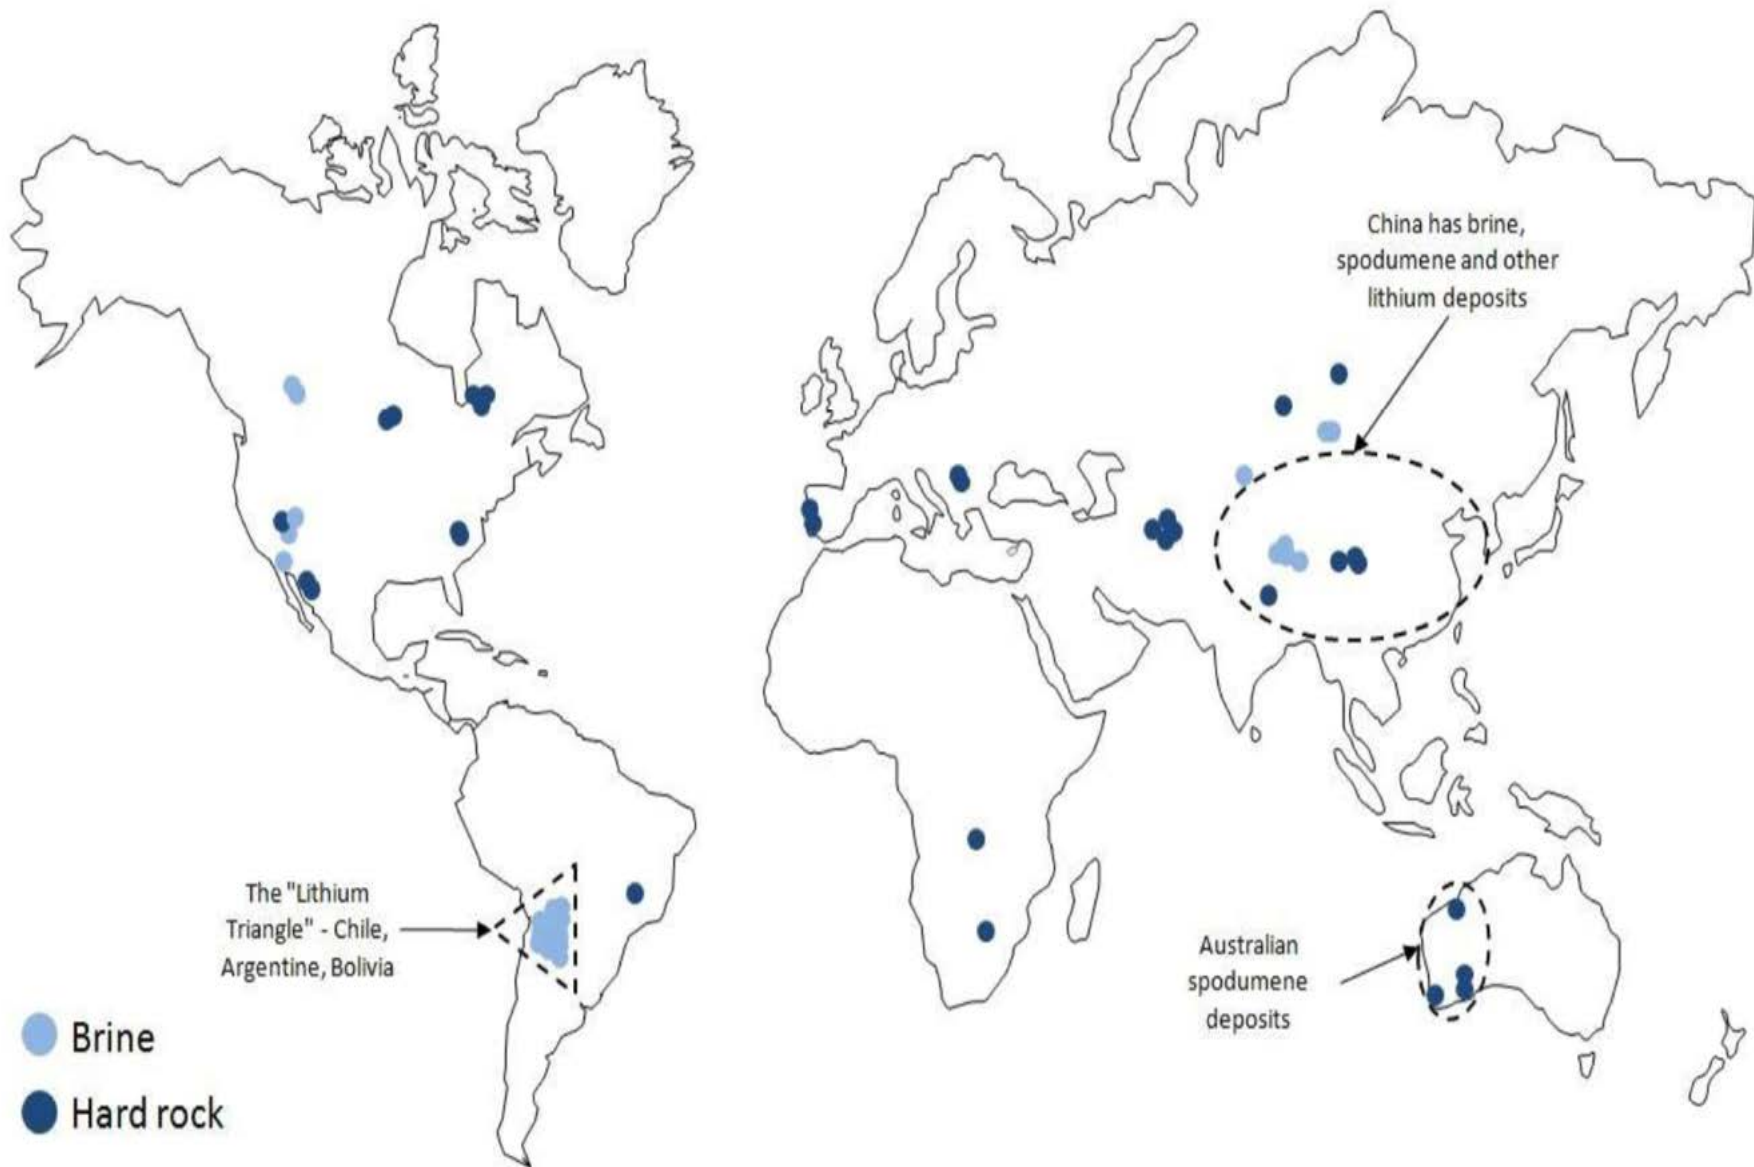 China has brine,
spodumene and other
lithium deposits
The "Lithium
Triangle" - Chile,
Argentine, Bolivia
Australian
spodumene
deposits
Brine
Hard rock